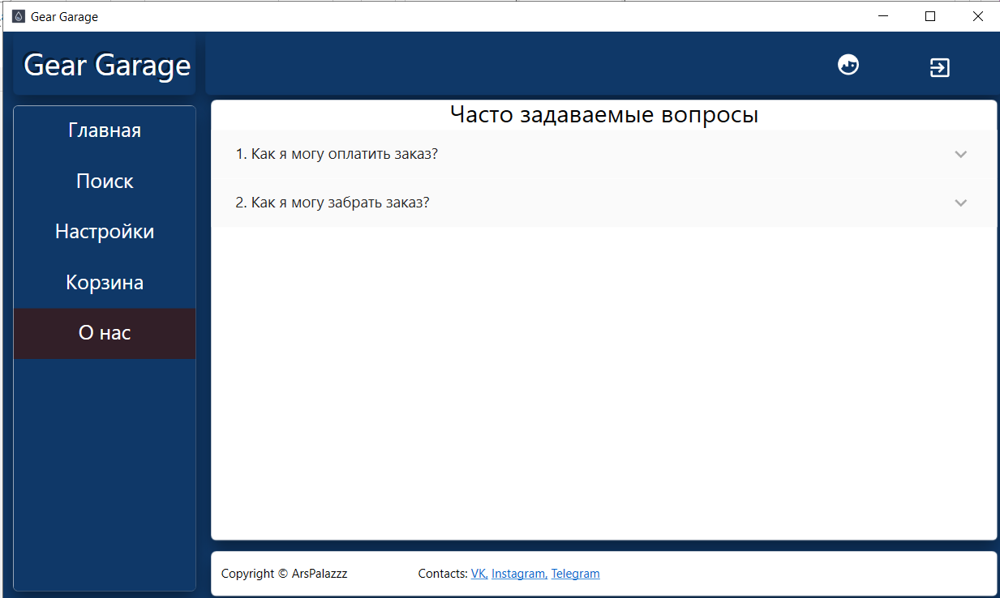 Gear Garage
Gear Garage
Главная
Поиск
Настройки
Корзина
О нас
Часто задаваемые вопросы
1. Как я могу оплатить заказ?
2. Как я могу забрать заказ?
Copyright © ArsPalazzz Contacts: VK, Instagram, Telegram